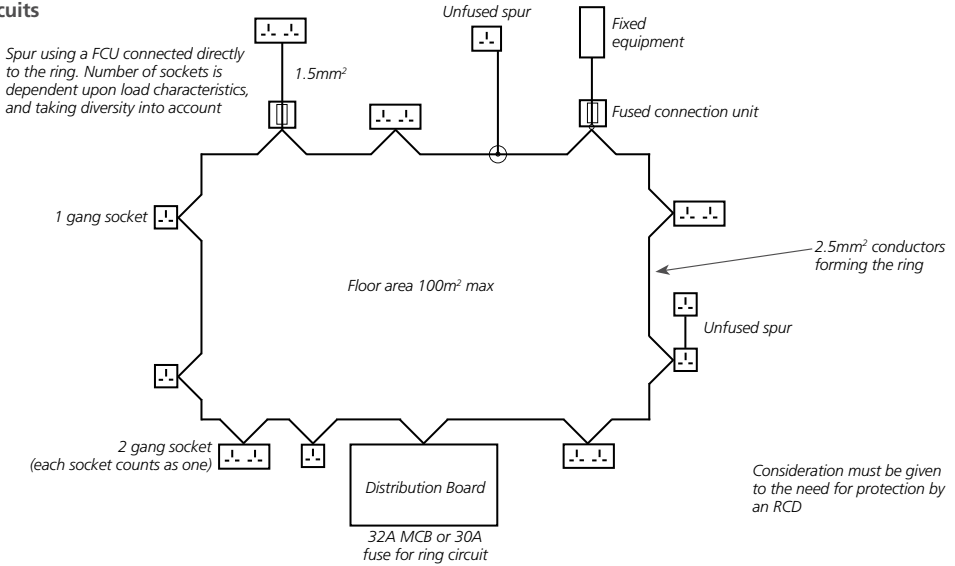 cuits
Spur using a FCU connected directly
to the ring. Number of sockets is
dependent upon load characteristics,
and taking diversity into account
1.5mm²
Unfused spur
Fixed
equipment
Fused connection unit
1 gang socket
2.5mm² conductors
forming the ring
Floor area 100m² max
Unfused spur
2 gang socket
(each socket counts as one)
Distribution Board
32A MCB or 30A
fuse for ring circuit
Consideration must be given
to the need for protection by
an RCD